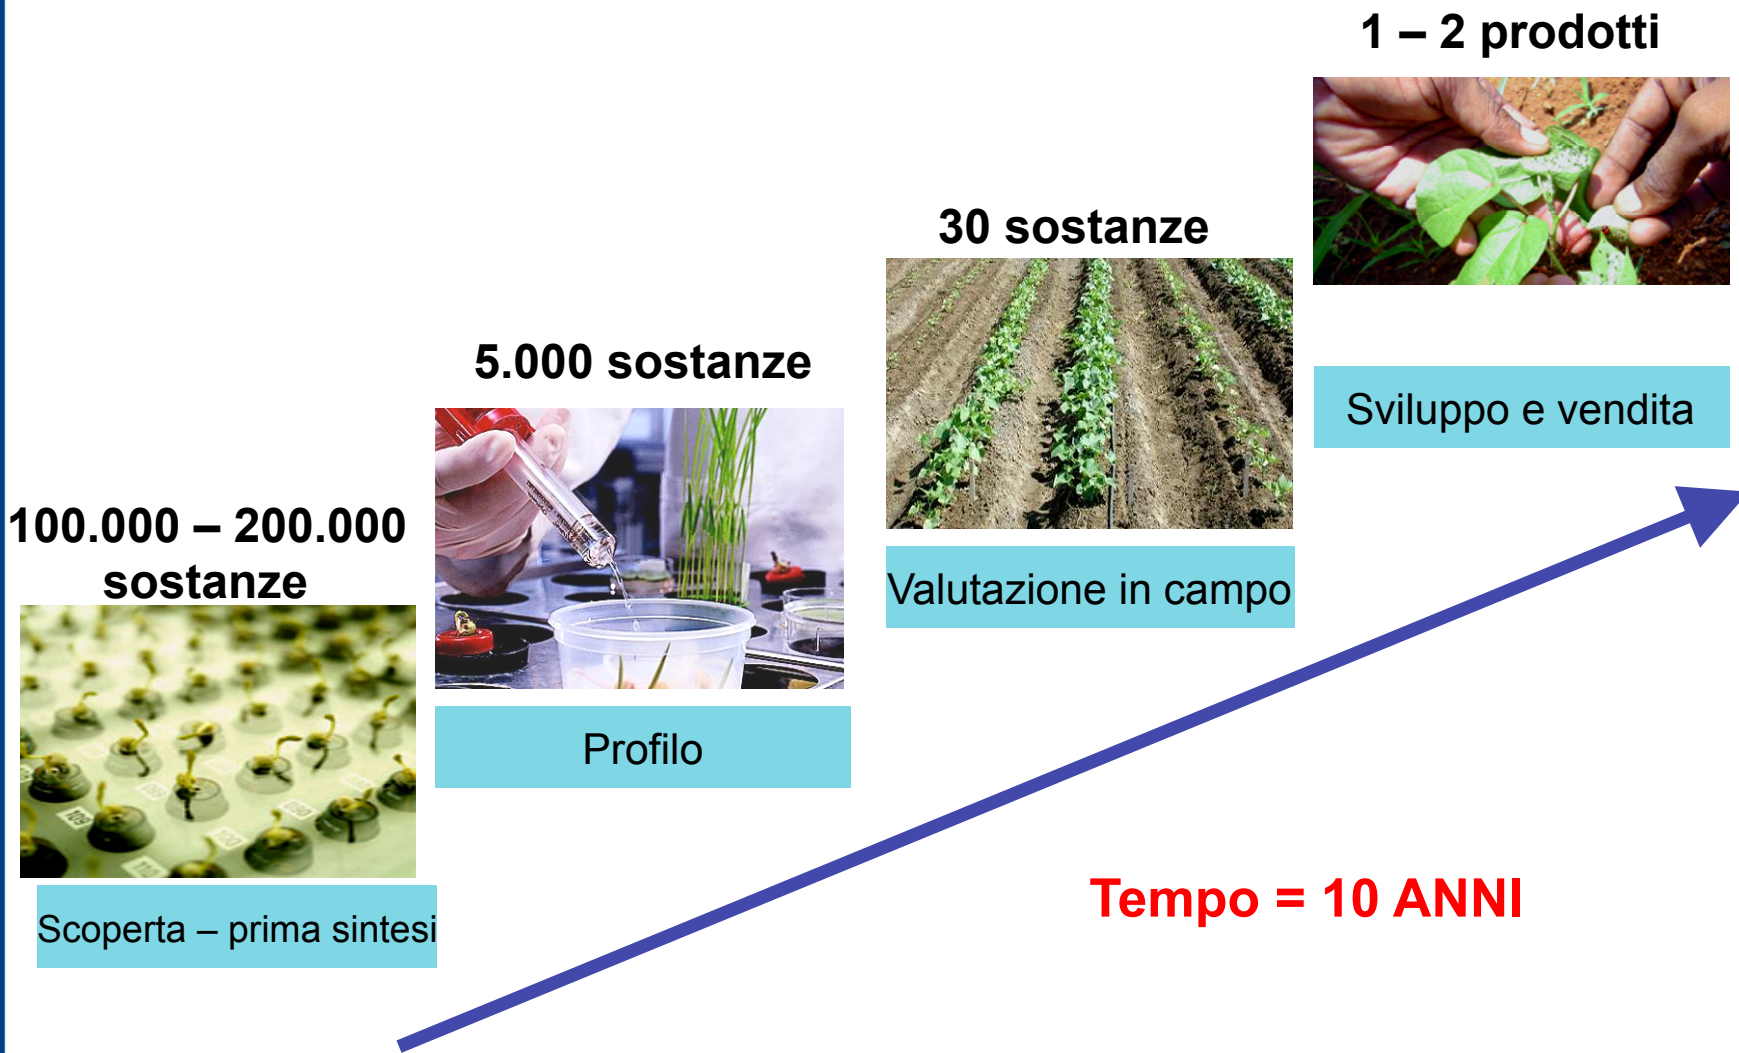 1 – 2 prodotti
30 sostanze
5.000 sostanze
Sviluppo e vendita
100.000 – 200.000
sostanze
Valutazione in campo
Profilo
Tempo = 10 ANNI
Scoperta – prima sintesi